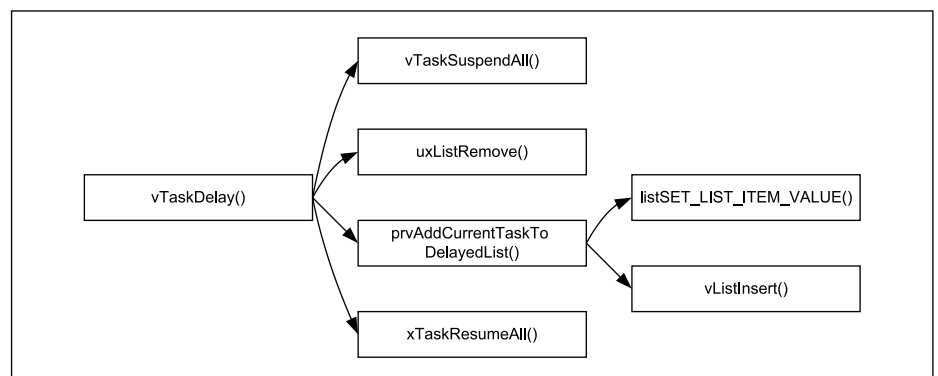 vTaskSuspendAll()
uxListRemove()
vTaskDelay()
prvAddCurrentTaskTo
DelayedList()
listSET_LIST_ITEM_VALUE()
vListInsert()
xTaskResumeAll()